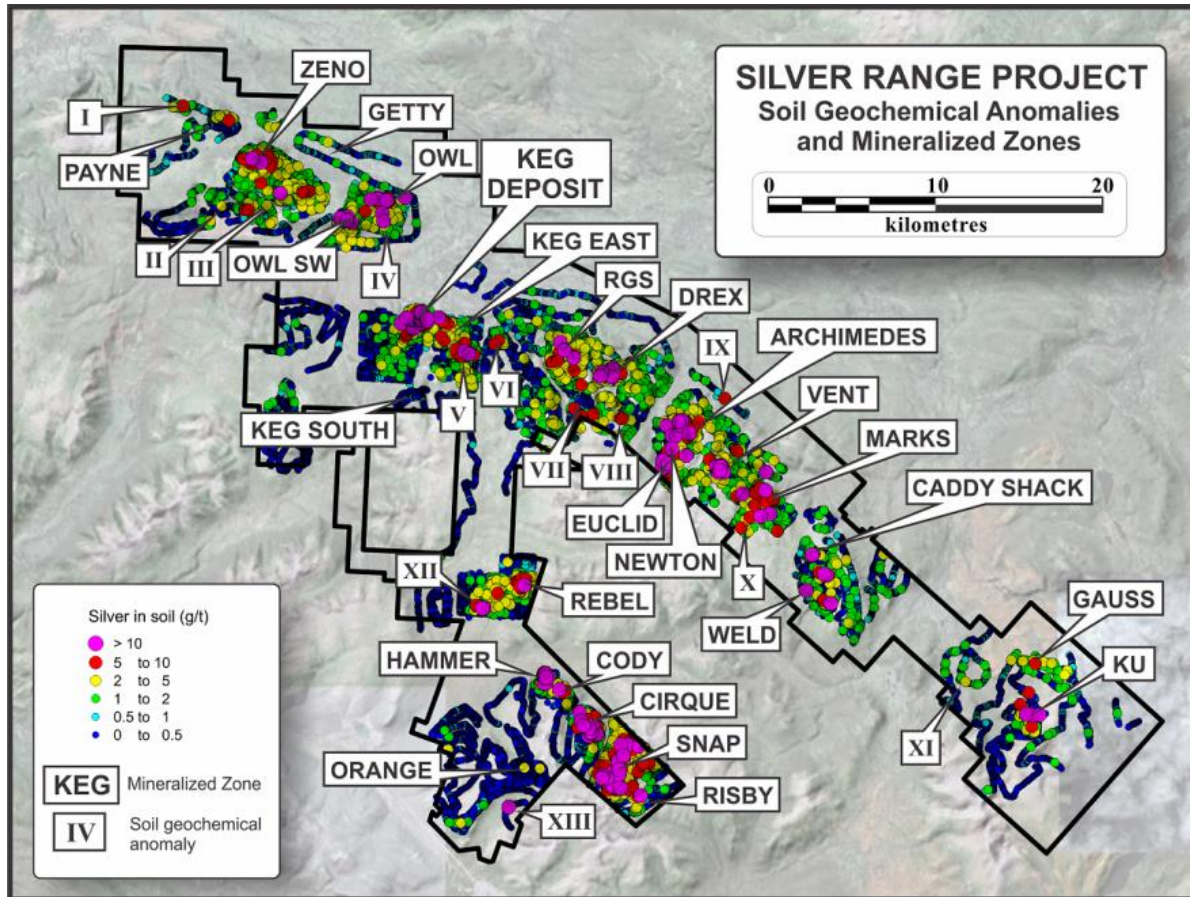 SILVER RANGE PROJECT
Soil Geochemical Anomalies
and Mineralized Zones
0 10 20
kilometres
ZENO
I
GETTY
PAYNE
OWL
KEG
DEPOSIT
KEG EAST
II
III
OWL SW
IV
RGS
DREX
IX
ARCHIMEDES
VI
VENT
V
KEG SOUTH
MARKS
VII
VIII
CADDY SHACK
EUCLID
NEWTON
X
XII
REBEL
WELD
GAUSS
HAMMER
CODY
KU
CIRQUE
SNAP
XI
ORANGE
RISBY
XIII
Silver in soil (g/t)
> 10
5 to 10
2 to 5
1 to 2
0.5 to 1
0 to 0.5
KEG Mineralized Zone
IV Soil geochemical
anomaly